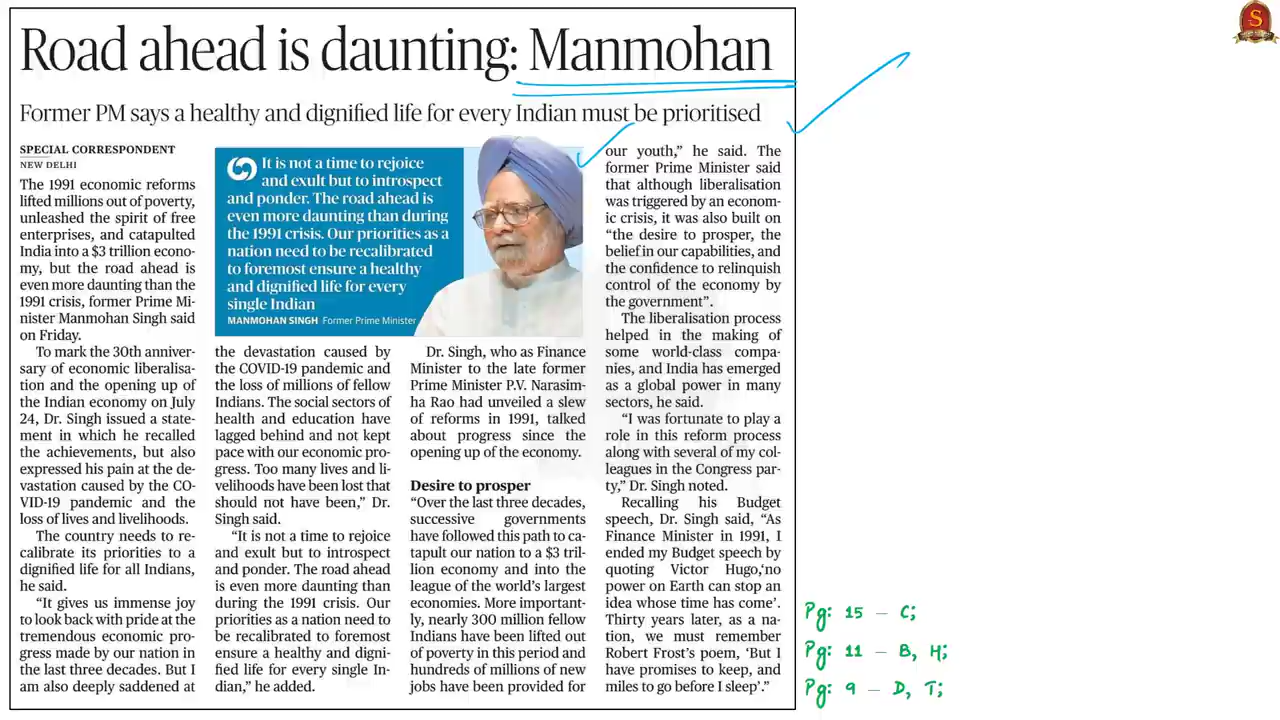 Road ahead is daunting: Manmohan
Former PM says a healthy and dignified life for every Indian must be prioritised
SPECIAL CORRESPONDENT
NEW DELHI
The 1991 economic reforms
lifted millions out of poverty,
unleashed the spirit of free
enterprises, and catapulted
India into a $3 trillion econo-
my, but the road ahead is
even more daunting than the
1991 crisis, former Prime Mi-
nister Manmohan Singh said
on Friday.
To mark the 30th anniver-
sary of economic liberalisa-
tion and the opening up of
the Indian economy on July
24, Dr. Singh issued a state-
ment in which he recalled
the achievements, but also
expressed his pain at the de-
vastation caused by the CO-
VID-19 pandemic and the
loss of lives and livelihoods.
The country needs to re-
calibrate its priorities to a
dignified life for all Indians,
he said.
“It gives us immense joy
to look back with pride at the
tremendous economic pro-
gress made by our nation in
the last three decades. But I
am also deeply saddened at
It is not a time to rejoice
and exult but to introspect
and ponder. The road ahead is
even more daunting than during
the 1991 crisis. Our priorities as a
nation need to be recalibrated
to foremost ensure a healthy
and dignified life for every
single Indian
MANMOHAN SINGH Former Prime Minister
the devastation caused by
the COVID-19 pandemic and
the loss of millions of fellow
Indians. The social sectors of
health and education have
lagged behind and not kept
pace with our economic pro-
gress. Too many lives and li-
velihoods have been lost that
should not have been,” Dr.
Singh said.
“It is not a time to rejoice
and exult but to introspect
and ponder. The road ahead
is even more daunting than
during the 1991 crisis. Our
priorities as a nation need to
be recalibrated to foremost
ensure a healthy and digni-
fied life for every single In-
dian,” he added.
Dr. Singh, who as Finance
Minister to the late former
Prime Minister P.V. Narasim-
ha Rao had unveiled a slew
of reforms in 1991, talked
about progress since the
opening up of the economy.
Desire to prosper
“Over the last three decades,
successive governments
have followed this path to ca-
tapult our nation to a $3 tril-
lion economy and into the
league of the world’s largest
economies. More important-
ly, nearly 300 million fellow
Indians have been lifted out
of poverty in this period and
hundreds of millions of new
jobs have been provided for
our youth,” he said. The
former Prime Minister said
that although liberalisation
was triggered by an econom-
ic crisis, it was also built on
“the desire to prosper, the
belief in our capabilities, and
the confidence to relinquish
control of the economy by
the government”.
The liberalisation process
helped in the making of
some world-class compa-
nies, and India has emerged
as a global power in many
sectors, he said.
“I was fortunate to play a
role in this reform process
along with several of my col-
leagues in the Congress par-
ty,” Dr. Singh noted.
Recalling his Budget
speech, Dr. Singh said, “As
Finance Minister in 1991, I
ended my Budget speech by
quoting Victor Hugo,‘no
power on Earth can stop an
idea whose time has come’.
Thirty years later, as a na-
tion, we must remember
Robert Frost’s poem, ‘But I
have promises to keep, and
miles to go before I sleep’.”
Pg: 15 – C;
Pg: 11 – B, H;
Pg: 9 – D, T;